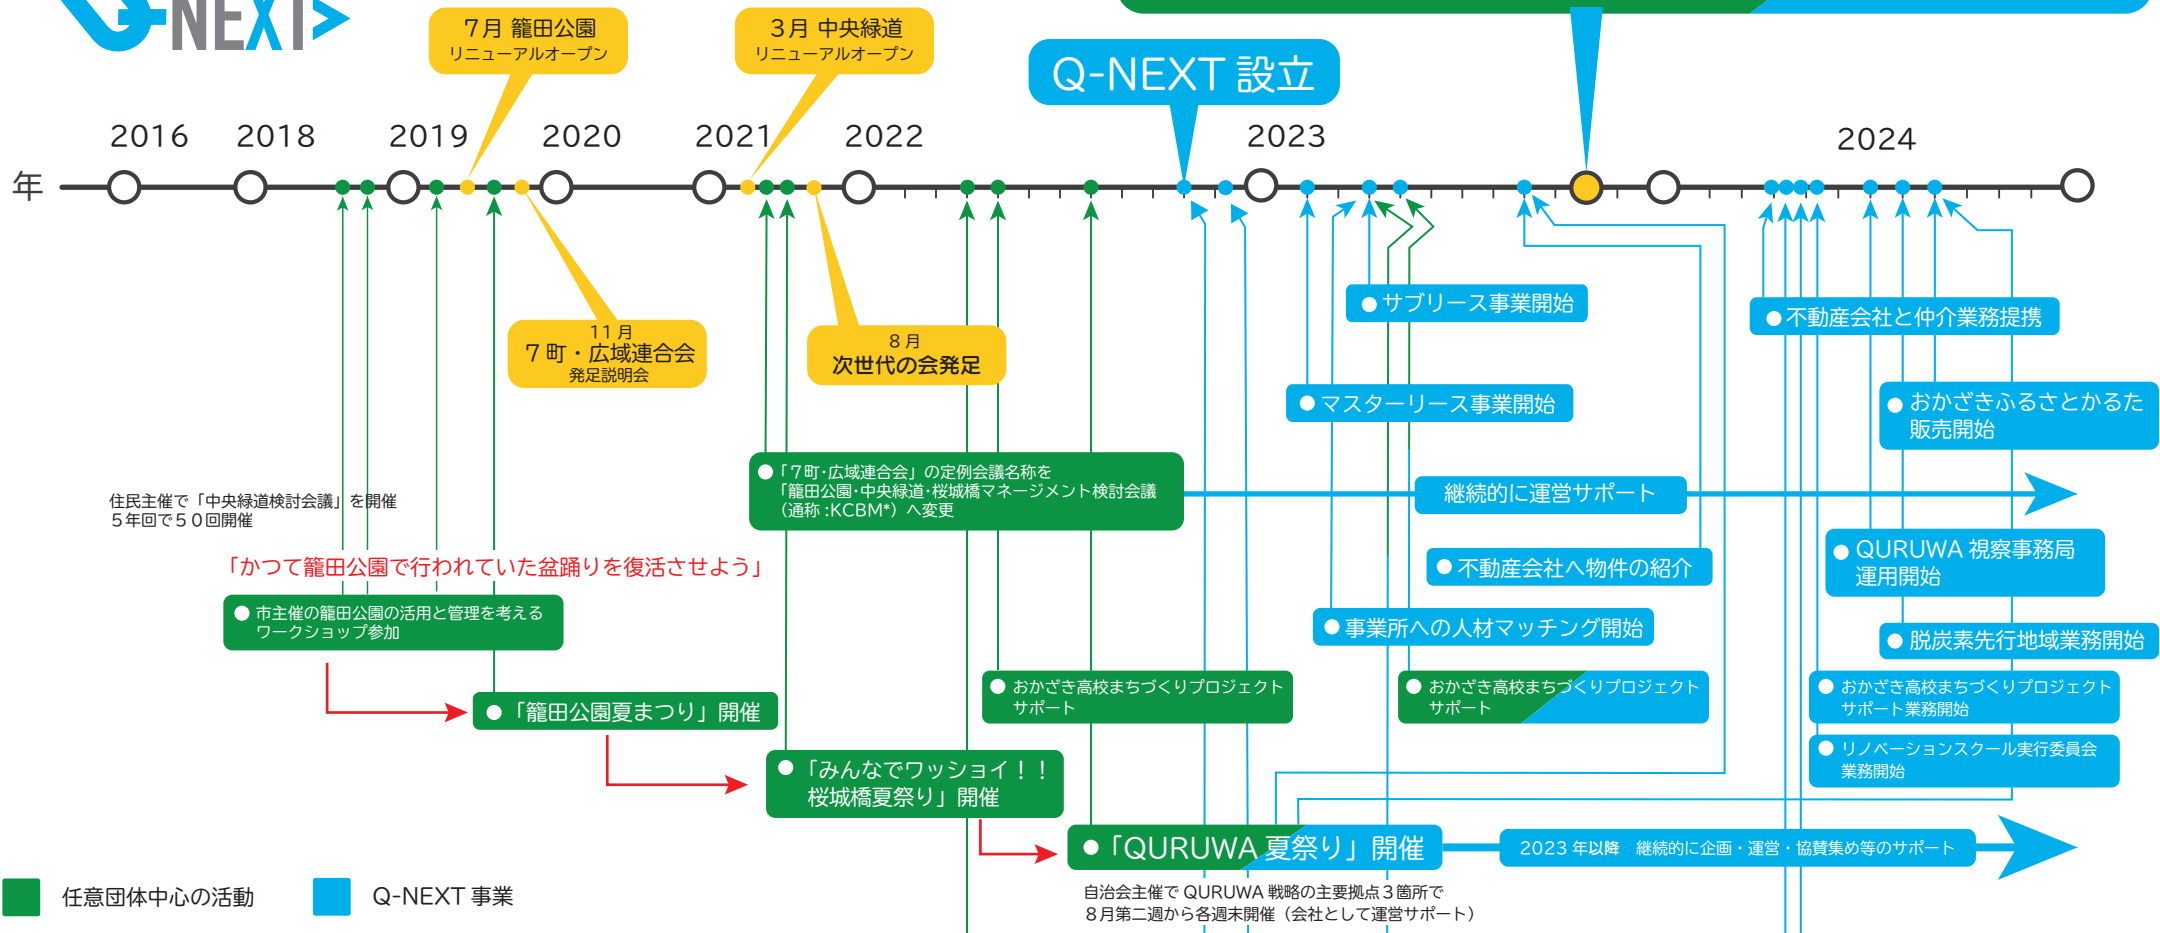 Q-NEXT
7月 籠田公園
リニューアルオープン
3月 中央緑道
リニューアルオープン
Q-NEXT 設立
2016
2018
2019
2020
2021
2022
2023
2024
年
11月
7町・広域連合会
発足説明会
8月
次世代の会発足
サブリース事業開始
不動産会社と仲介業務提携
マスターリース事業開始
おかざきふるさとかるた
販売開始
「7町・広域連合会」の定例会議名称を
「籠田公園・中央緑道・桜城橋マネージメント検討会議
（通称:KCBM*）へ変更
継続的に運営サポート
住民主催で「中央緑道検討会議」を開催
5年回で50回開催
「かつて籠田公園で行われていた盆踊りを復活させよう」
不動産会社へ物件の紹介
QURUWA 視察事務局
運用開始
市主催の籠田公園の活用と管理を考える
ワークショップ参加
事業所への人材マッチング開始
脱炭素先行地域業務開始
「籠田公園夏まつり」開催
おかざき高校まちづくりプロジェクト
サポート
おかざき高校まちづくりプロジェクト
サポート
おかざき高校まちづくりプロジェクト
サポート業務開始
リノベーションスクール実行委員会
業務開始
「みんなでワッショイ！！
桜城橋夏祭り」開催
「QURUWA 夏祭り」開催
2023 年以降　継続的に企画・運営・協賛集め等のサポート
自治会主催で QURUWA 戦略の主要拠点3箇所で
8月第二週から各週末開催（会社として運営サポート）
任意団体中心の活動
Q-NEXT 事業